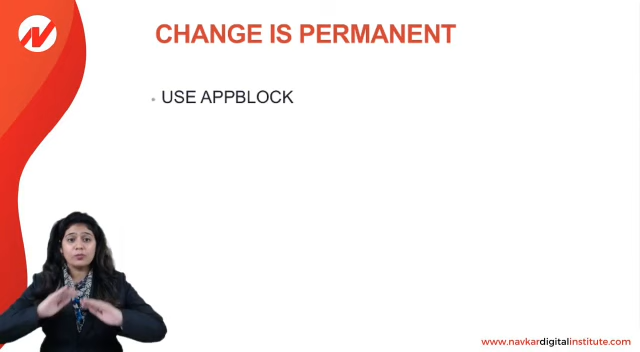 CHANGE IS PERMANENT
• USE APPBLOCK
www.navkardigitalinstitute.com